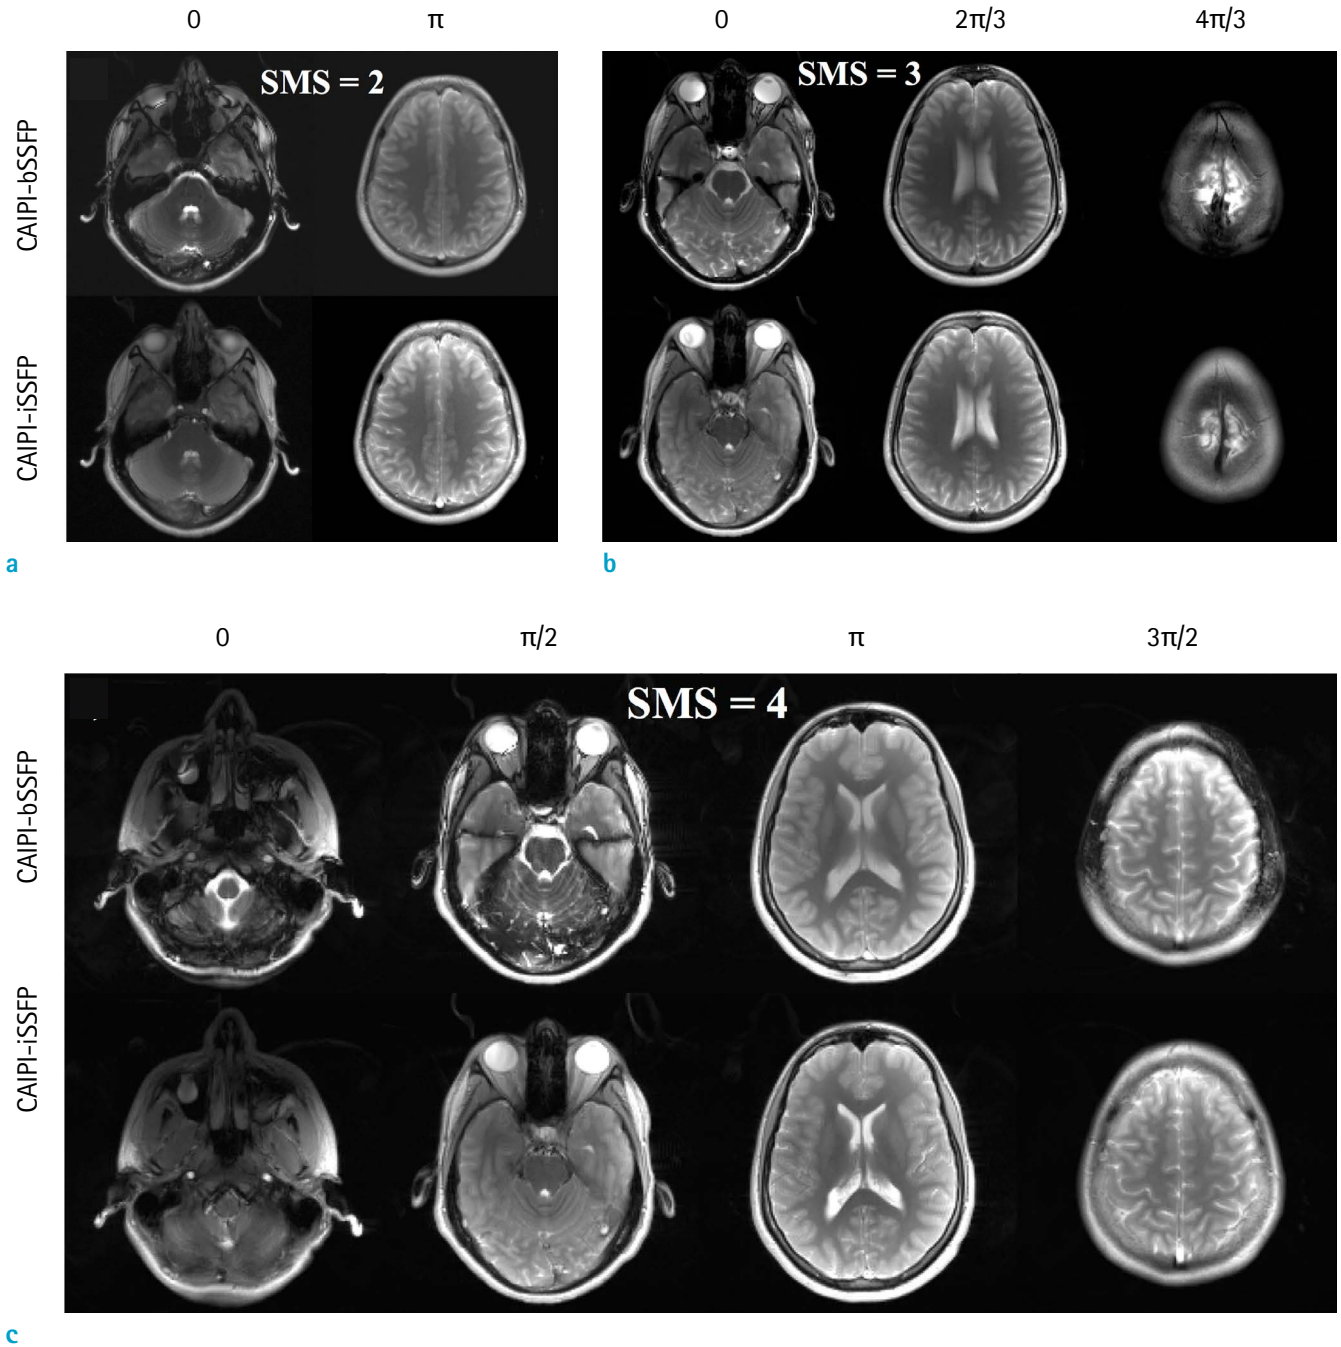 0 π
0 2π/3 4π/3
SMS = 2
SMS = 3
CAIPI-bSSFP
CAIPI-iSSFP
a
b
0 π/2 π 3π/2
SMS = 4
CAIPI-bSSFP
CAIPI-iSSFP
c